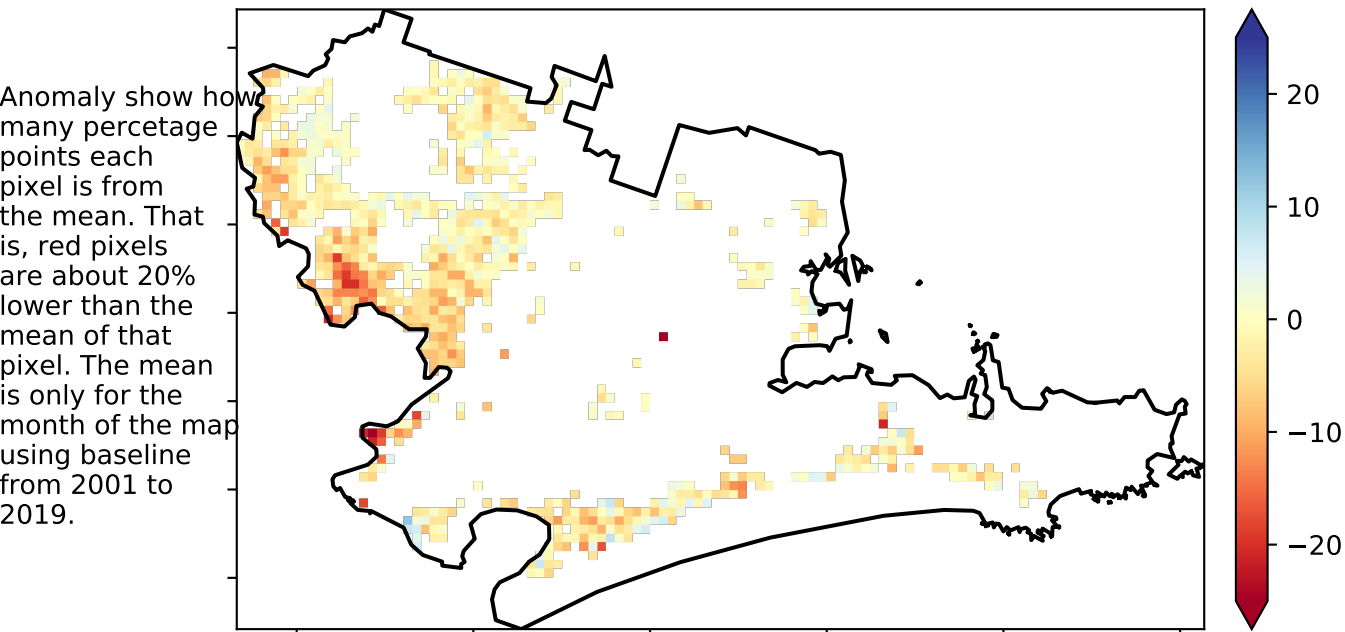 Anomaly show how
many percetage
points each
pixel is from
the mean. That
is, red pixels
are about 20%
lower than the
mean of that
pixel. The mean
is only for the
month of the map
using baseline
from 2001 to
2019.
20
10
0
−10
−20